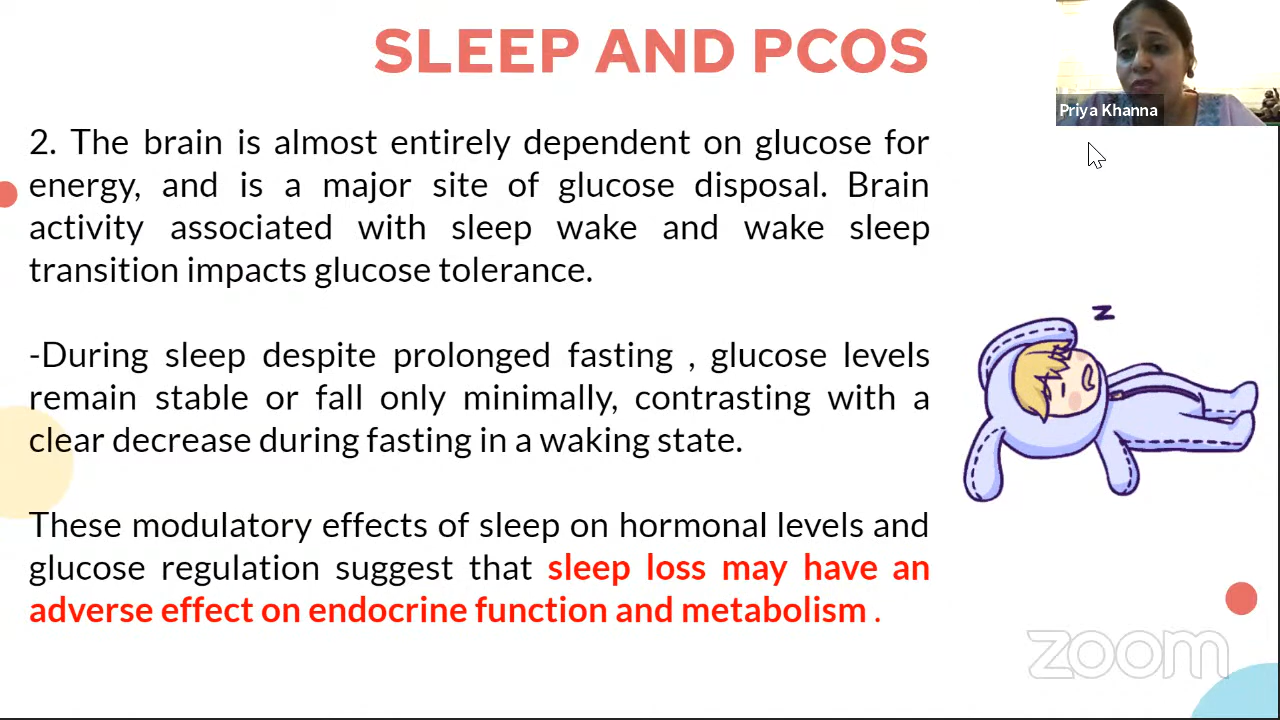 SLEEP AND PCOS
Priya Khanna
2. The brain is almost entirely dependent on glucose for
energy, and is a major site of glucose disposal. Brain
activity associated with sleep wake and wake sleep
transition impacts glucose tolerance.
-During sleep despite prolonged fasting , glucose levels
remain stable or fall only minimally, contrasting with a
clear decrease during fasting in a waking state.
z
These modulatory effects of sleep on hormonal levels and
glucose regulation suggest that sleep loss may have an
adverse effect on endocrine function and metabolism .
zoom